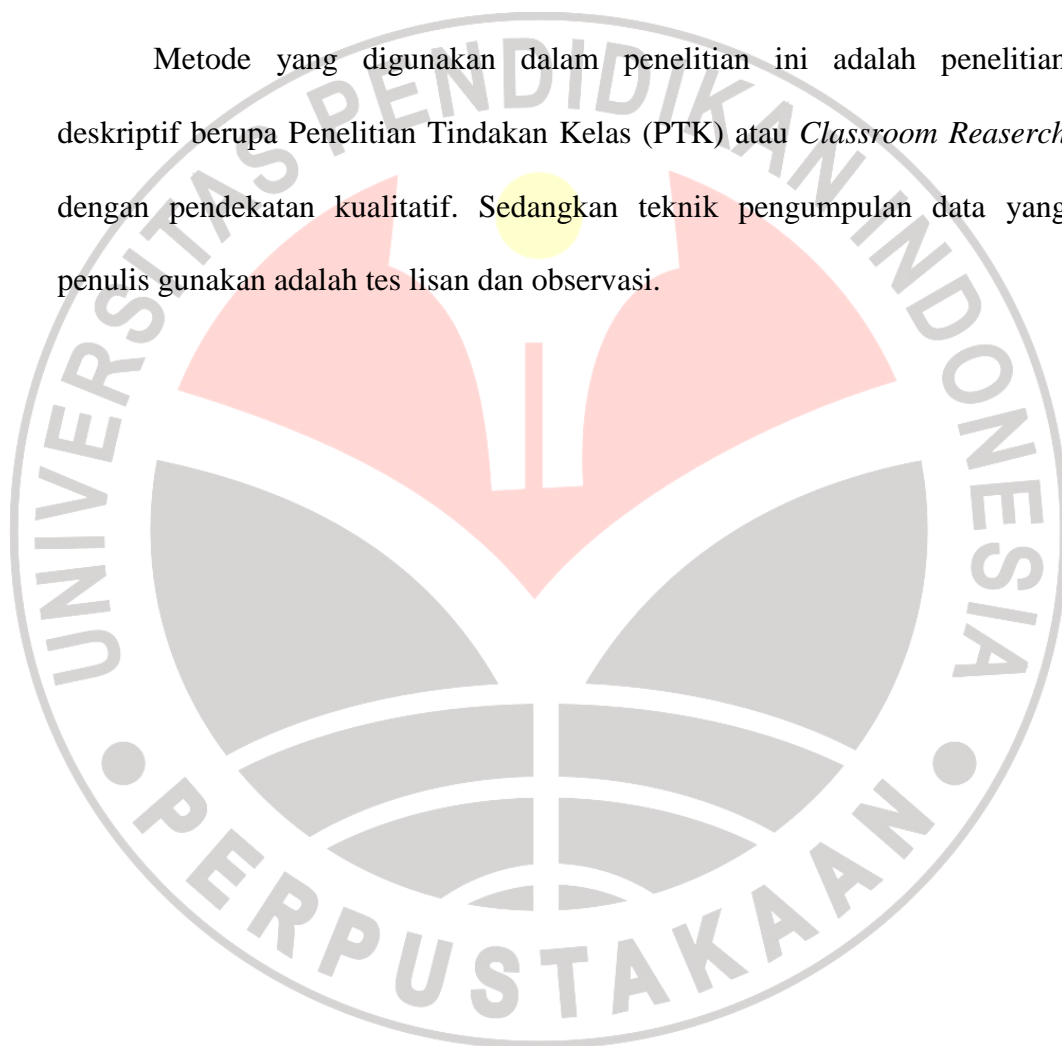 Metode yang digunakan dalam penelitian ini adalah penelitian
deskriptif berupa Penelitian Tindakan Kelas (PTK) atau Classroom Reaserch
dengan pendekatan kualitatif. Sedangkan teknik pengumpulan data yang
penulis gunakan adalah tes lisan dan observasi.
UNIVERSITAS PENDIDIKAN INDONESIA
PERPUSTAKAAN